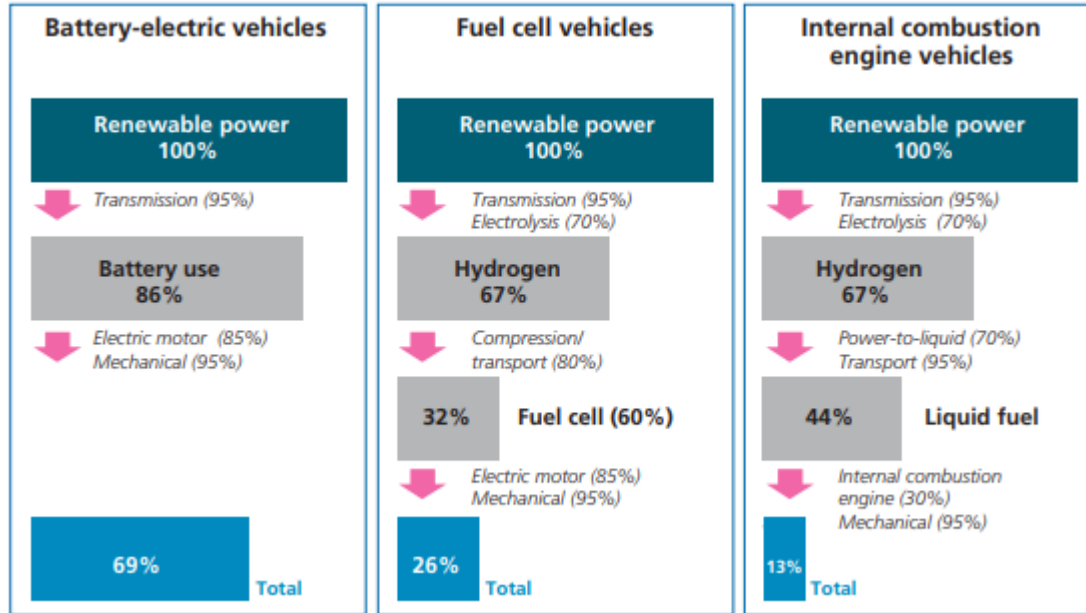 Battery-electric vehicles
Renewable power
100%
Transmission (95%)
Battery use
86%
Electric motor (85%)
Mechanical (95%)
69%
Total
Fuel cell vehicles
Renewable power
100%
Transmission (95%)
Electrolysis (70%)
Hydrogen
67%
Compression/
transport (80%)
32%
Fuel cell (60%)
Electric motor (85%)
Mechanical (95%)
26%
Total
Internal combustion
engine vehicles
Renewable power
100%
Transmission (95%)
Electrolysis (70%)
Hydrogen
67%
Power-to-liquid (70%)
Transport (95%)
44%
Liquid fuel
Internal combustion
engine (30%)
Mechanical (95%)
13%
Total